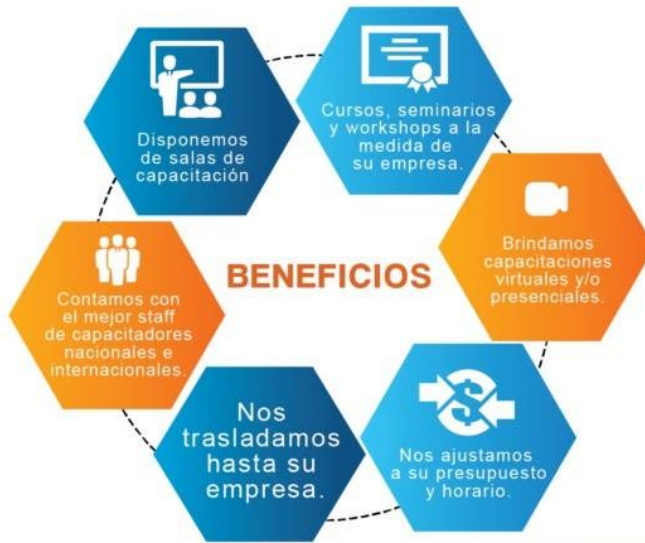 Disponemos
de salas de
capacitación
Cursos, seminarios
y workshops a la
medida de
su empresa.
Brindamos
capacitaciones
virtuales y/o
presenciales.
BENEFICIOS
Contamos con
el mejor staff
de capacitadores
nacionales e
internacionales.
Nos
trasladamos
hasta su
empresa.
$
Nos ajustamos
a su presupuesto
y horario.